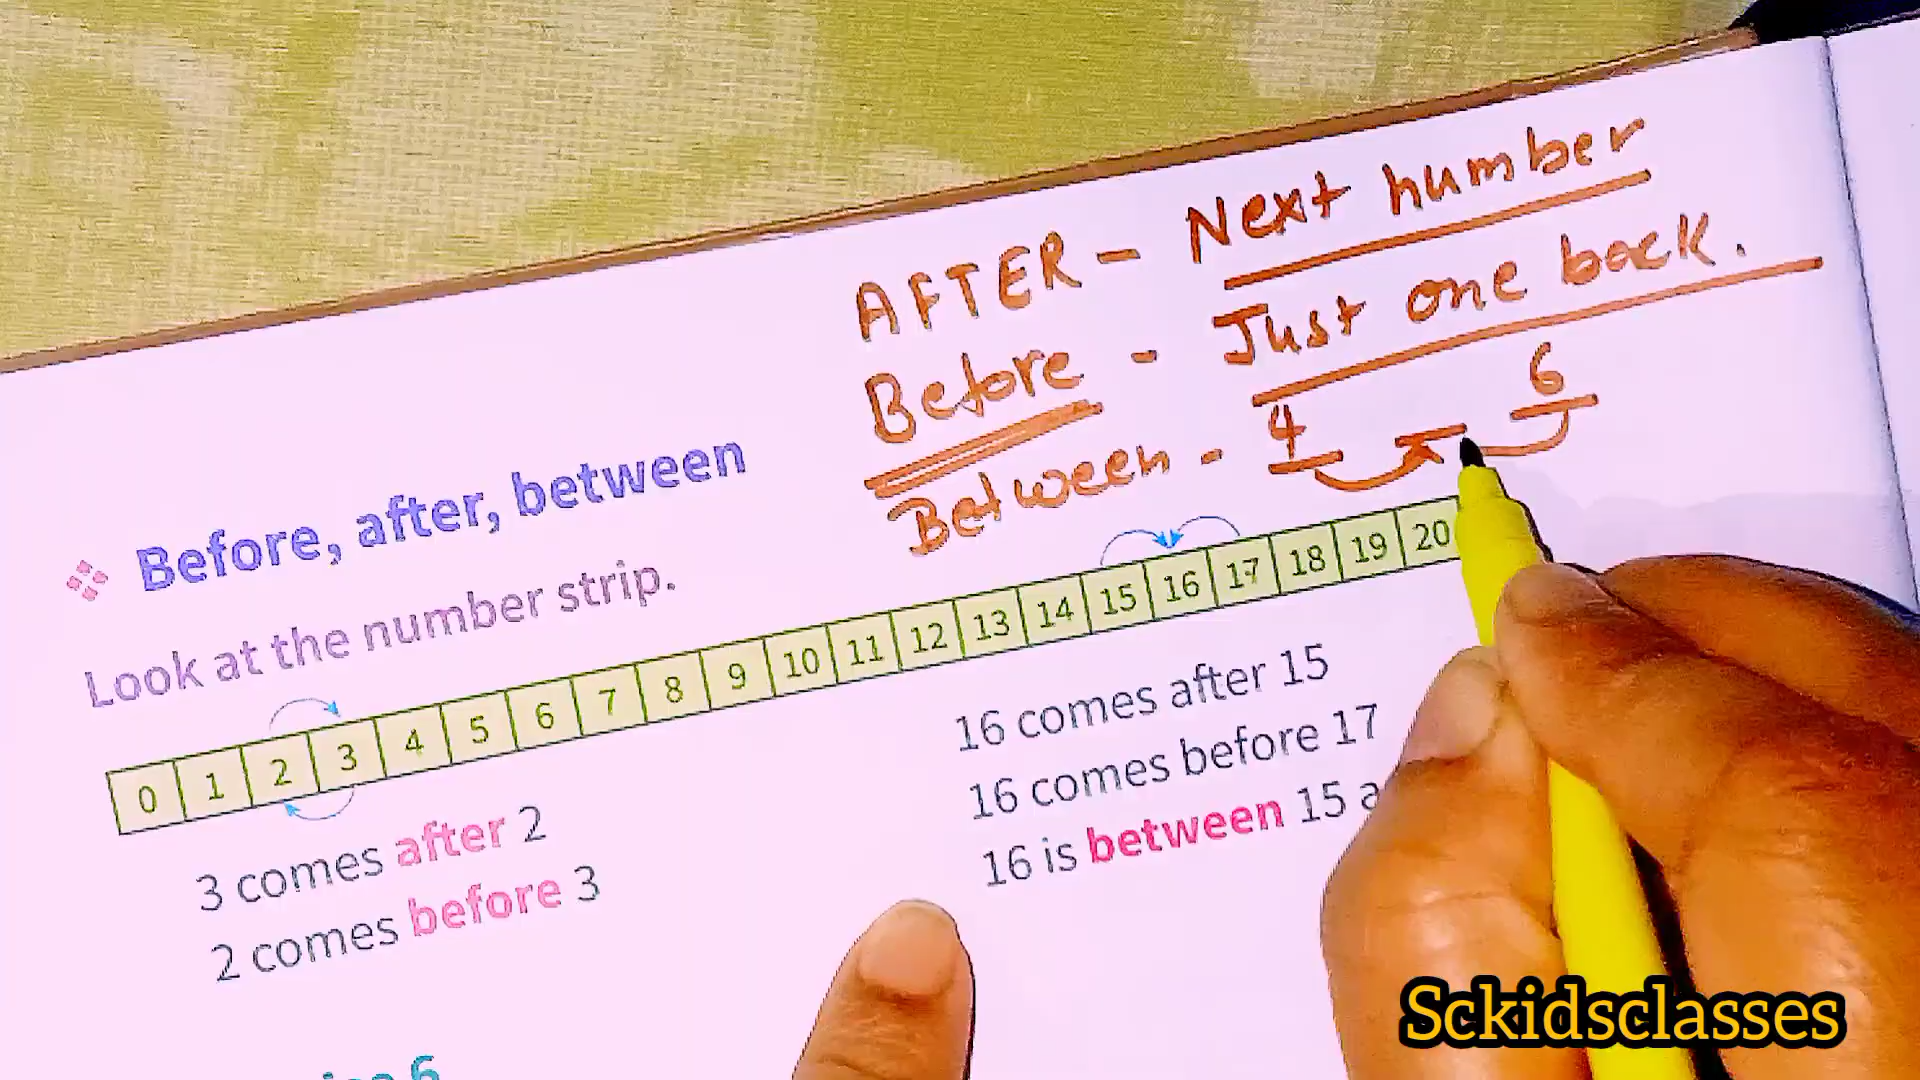 AFTER - Next number
Before - Just one back.
Between - 4 6
Before, after, between
Look at the number strip.
0 1 2 3 4 5 6 7 8 9 10 11 12 13 14 15 16 17 18 19 20
3 comes after 2
2 comes before 3
16 comes after 15
16 comes before 17
16 is between 15
6
Sckidsclasses